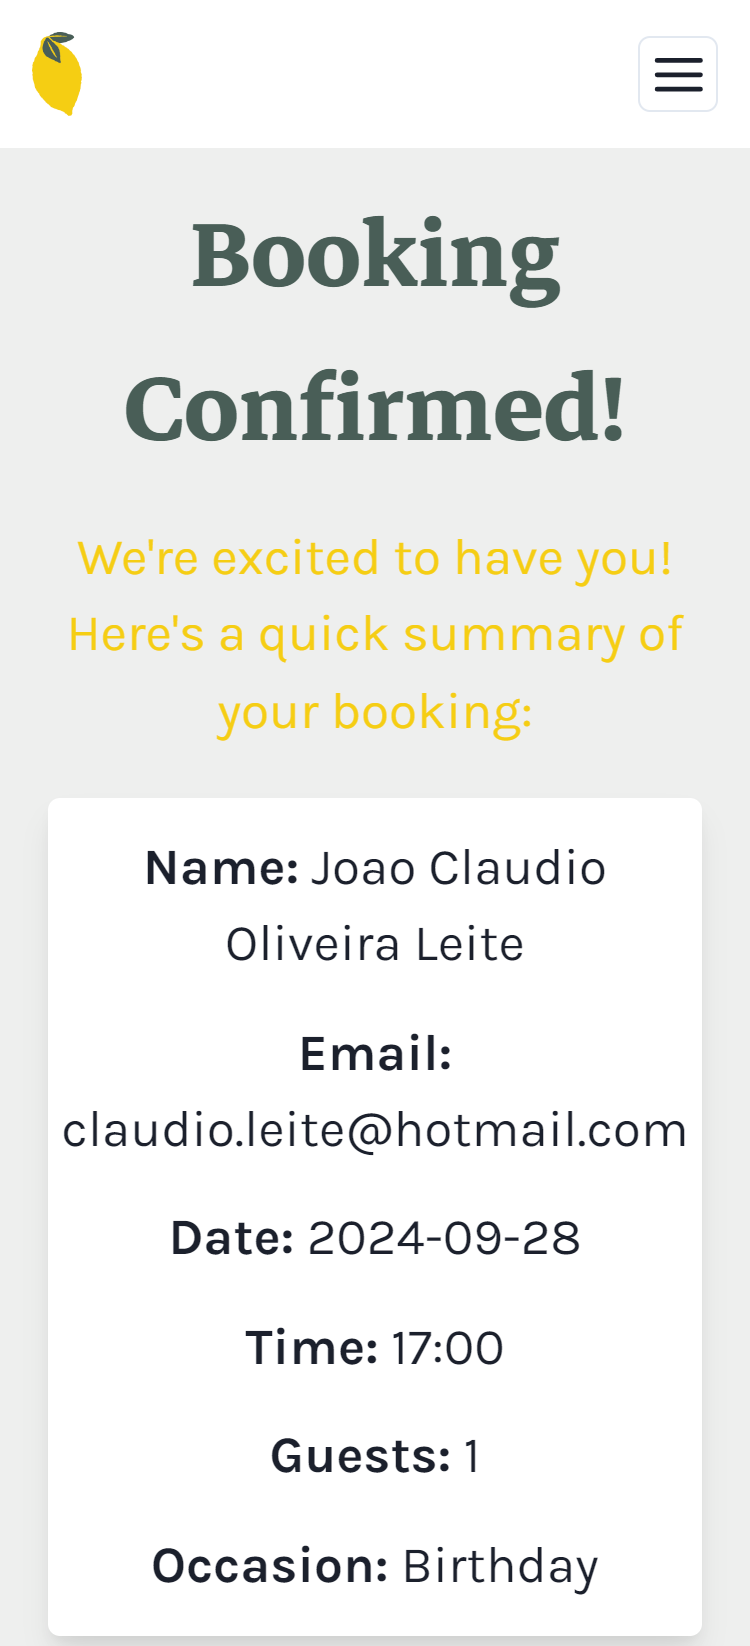 Booking
Confirmed!
We're excited to have you!
Here's a quick summary of
your booking:
Name: Joao Claudio
Oliveira Leite
Email:
claudio.leite@hotmail.com
Date: 2024-09-28
Time: 17:00
Guests: 1
Occasion: Birthday